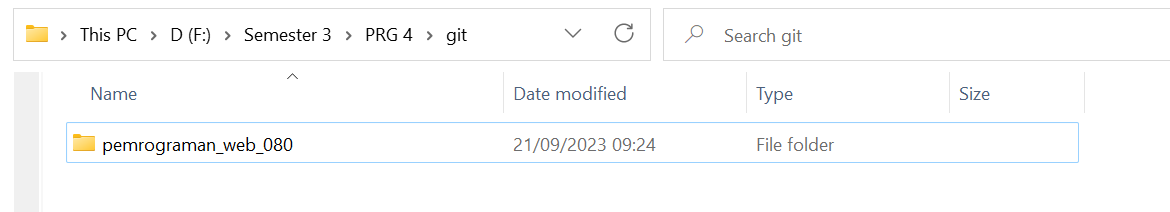 This PC > D (F:) > Semester 3 > PRG 4 > git
Search git
Name Date modified Type Size
pemrograman_web_080 21/09/2023 09:24 File folder